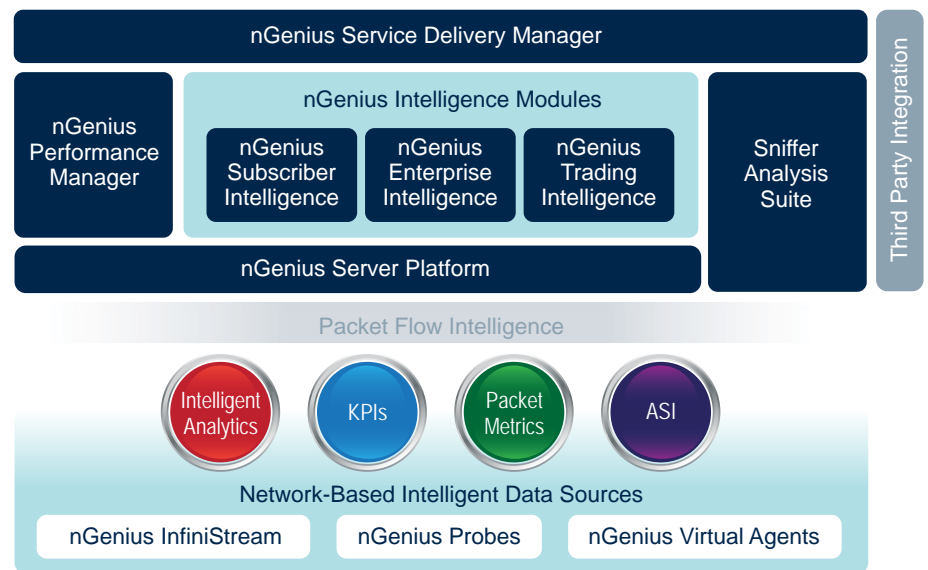 nGenius Service Delivery Manager
Third Party Integration
nGenius
Performance
Manager
nGenius Intelligence Modules
nGenius
Subscriber
Intelligence
nGenius
Enterprise
Intelligence
nGenius
Trading
Intelligence
Sniffer
Analysis
Suite
nGenius Server Platform
Packet Flow Intelligence
Intelligent
Analytics
KPIs
Packet
Metrics
ASI
Network-Based Intelligent Data Sources
nGenius InfiniStream
nGenius Probes
nGenius Virtual Agents